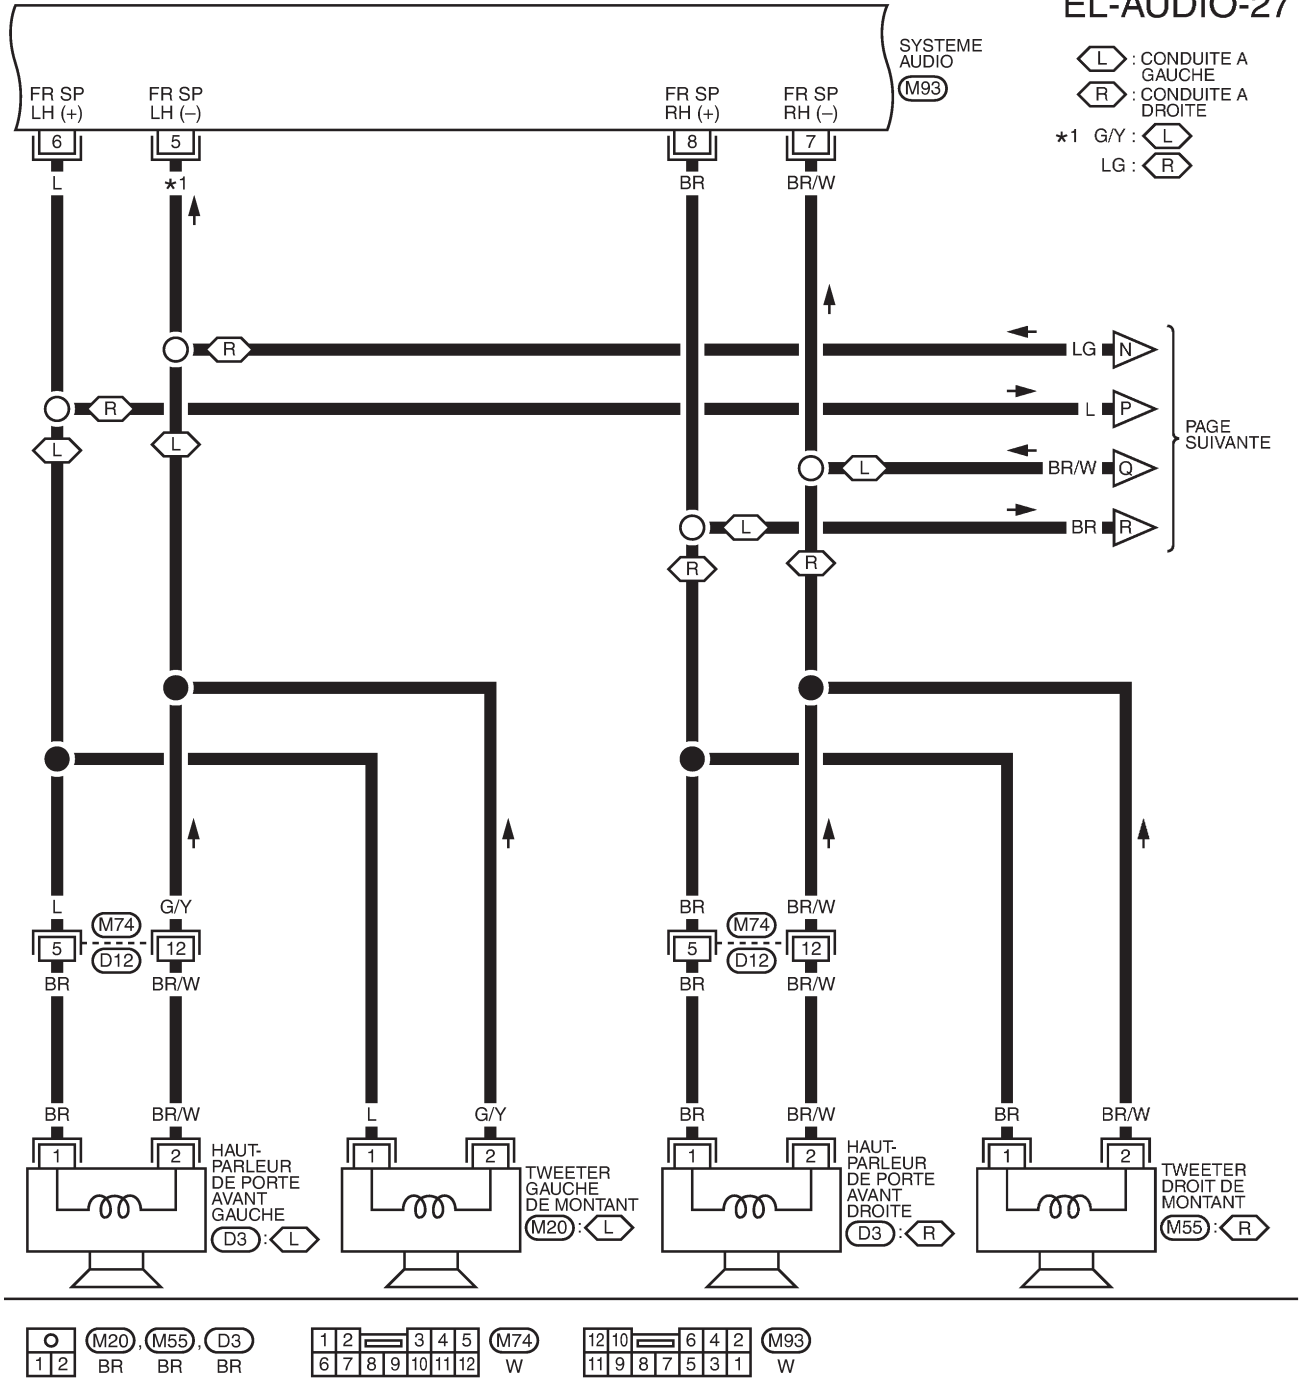 EL-AUDIO-27
SYSTEME
AUDIO
M93
L : CONDUITE A
GAUCHE
R : CONDUITE A
DROITE
*1 G/Y : L
LG : R
FR SP FR SP FR SP FR SP
LH (+) LH (–) RH (+) RH (–)
6 5 8 7
L *1 BR BR/W
R LG N
R L P
L BR/W Q
L BR R
PAGE
SUIVANTE
L L
R R
L G/Y BR BR/W
M74 M74
5 12 5 12
D12 D12
BR BR/W BR BR/W
BR BR/W L G/Y BR BR/W BR BR/W
1 2 1 2 1 2 1 2
HAUT-
PARLEUR
DE PORTE
AVANT
GAUCHE
D3 : L
TWEETER
GAUCHE
DE MONTANT
M20 : L
HAUT-
PARLEUR
DE PORTE
AVANT
DROITE
D3 : R
TWEETER
DROIT DE
MONTANT
M55 : R
M20 , M55 , D3
1 2 BR BR BR
1 2 3 4 5 M74
6 7 8 9 10 11 12 W
12 10 6 4 2 M93
11 9 8 7 5 3 1 W